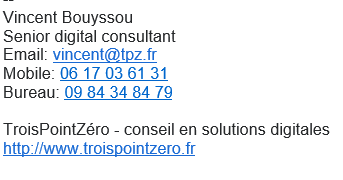 --
Vincent Bouyssou
Senior digital consultant
Email: vincent@tpz.fr
Mobile: 06 17 03 61 31
Bureau: 09 84 34 84 79
TroisPointZéro - conseil en solutions digitales
http://www.troispointzero.fr